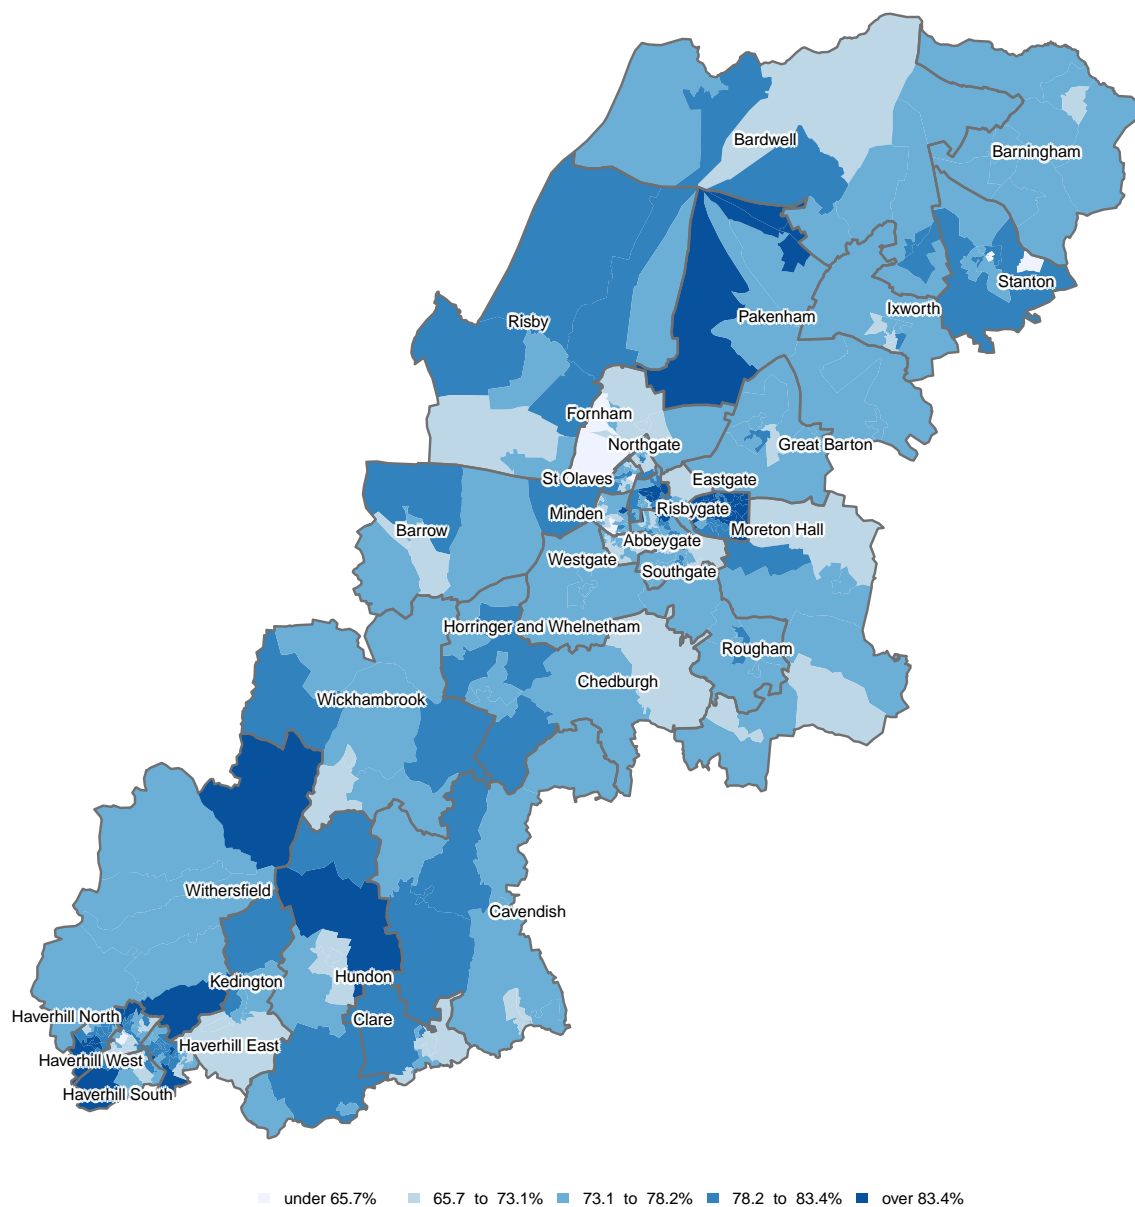 Bardwell
Barningham
Stanton
Ixworth
Pakenham
Risby
Fornham
Northgate
Great Barton
St Olaves
Eastgate
Minden
Risbygate
Barrow
Moreton Hall
Abbeygate
Westgate
Southgate
Horringer and Whelnetham
Rougham
Chedburgh
Wickhambrook
Withersfield
Cavendish
Kedington
Hundon
Haverhill North
Clare
Haverhill East
Haverhill West
Haverhill South
under 65.7% 65.7 to 73.1% 73.1 to 78.2% 78.2 to 83.4% over 83.4%